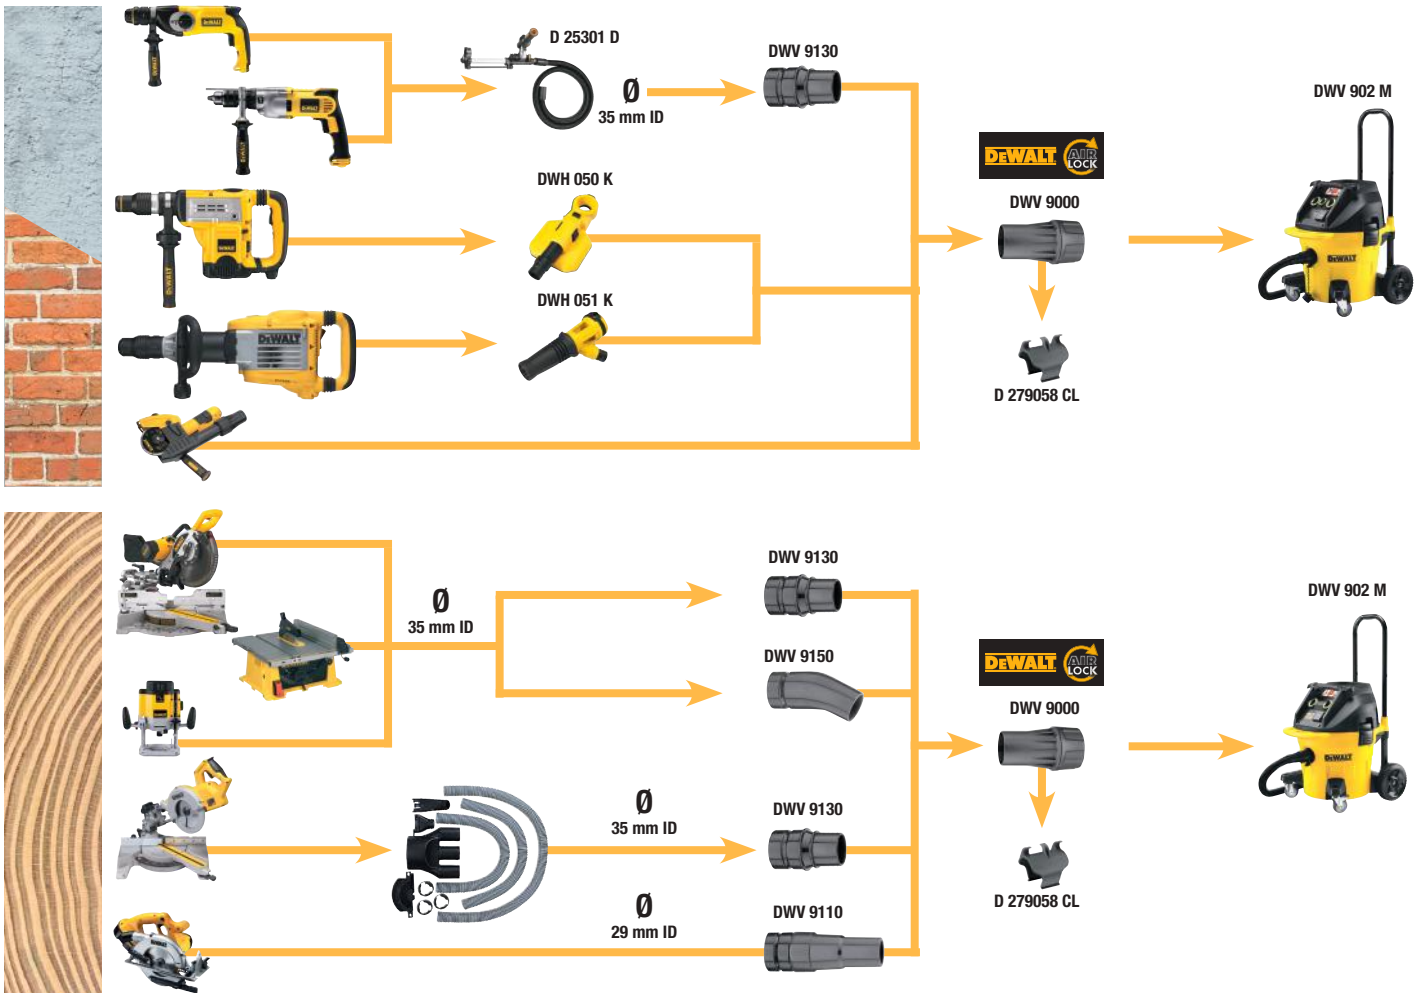 D 25301 D
Ø
35 mm ID
DWV 9130
DWH 050 K
DWH 051 K
DEWALT AIR LOCK
DWV 9000
D 279058 CL
DWV 902 M
Ø
35 mm ID
DWV 9130
DWV 9150
Ø
35 mm ID
DWV 9130
Ø
29 mm ID
DWV 9110
DEWALT AIR LOCK
DWV 9000
D 279058 CL
DWV 902 M